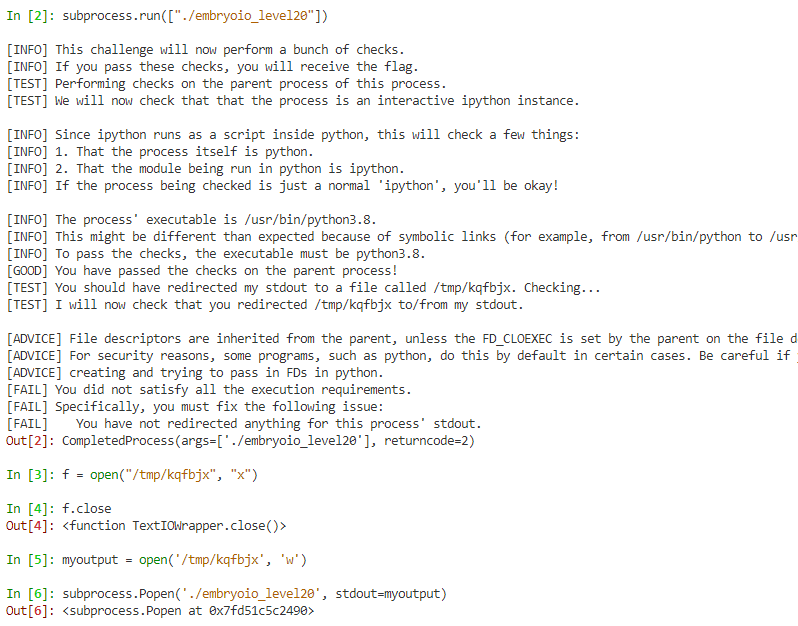 In [2]: subprocess.run(["./embryoio_level20"])
[INFO] This challenge will now perform a bunch of checks.
[INFO] If you pass these checks, you will receive the flag.
[TEST] Performing checks on the parent process of this process.
[TEST] We will now check that that the process is an interactive ipython instance.
[INFO] Since ipython runs as a script inside python, this will check a few things:
[INFO] 1. That the process itself is python.
[INFO] 2. That the module being run in python is ipython.
[INFO] If the process being checked is just a normal 'ipython', you'll be okay!
[INFO] The process' executable is /usr/bin/python3.8.
[INFO] This might be different than expected because of symbolic links (for example, from /usr/bin/python to /usr
[INFO] To pass the checks, the executable must be python3.8.
[GOOD] You have passed the checks on the parent process!
[TEST] You should have redirected my stdout to a file called /tmp/kqfbjx. Checking...
[TEST] I will now check that you redirected /tmp/kqfbjx to/from my stdout.
[ADVICE] File descriptors are inherited from the parent, unless the FD_CLOEXEC is set by the parent on the file d
[ADVICE] For security reasons, some programs, such as python, do this by default in certain cases. Be careful if
[ADVICE] creating and trying to pass in FDs in python.
[FAIL] You did not satisfy all the execution requirements.
[FAIL] Specifically, you must fix the following issue:
[FAIL]   You have not redirected anything for this process' stdout.
Out[2]: CompletedProcess(args=['./embryoio_level20'], returncode=2)
In [3]: f = open("/tmp/kqfbjx", "x")
In [4]: f.close
Out[4]: <function TextIOWrapper.close()>
In [5]: myoutput = open('/tmp/kqfbjx', 'w')
In [6]: subprocess.Popen('./embryoio_level20', stdout=myoutput)
Out[6]: <subprocess.Popen at 0x7fd51c5c2490>